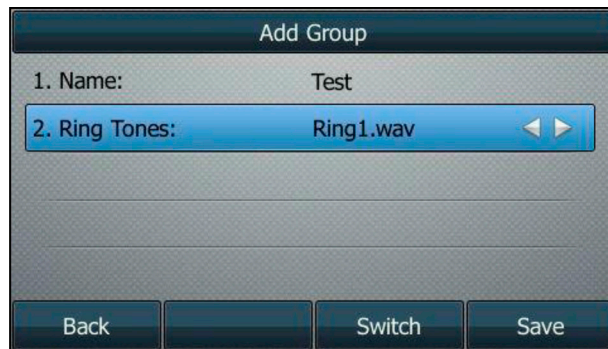 Add Group
1. Name: Test
2. Ring Tones: Ring1.wav
Back Switch Save